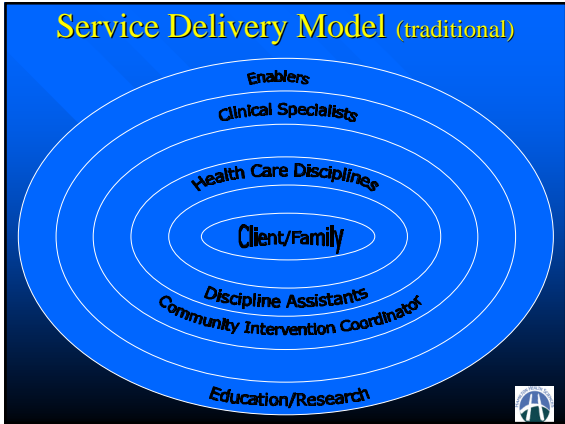 Service Delivery Model (traditional)
Enablers
Clinical Specialists
Health Care Disciplines
Client/Family
Discipline Assistants
Community Intervention Coordinator
Education/Research